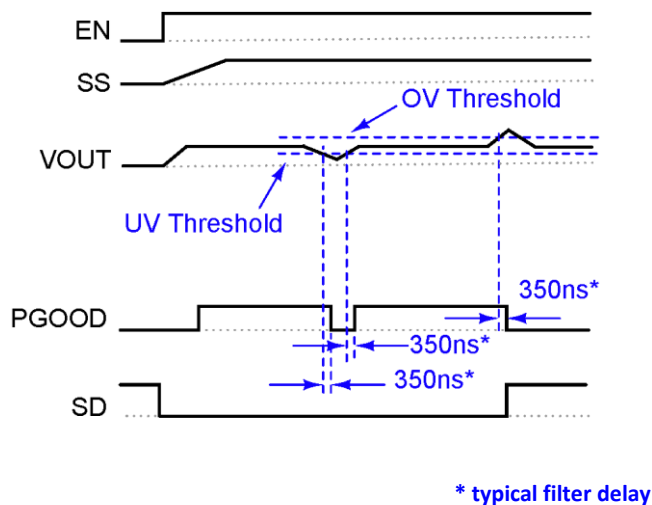 EN
SS
OV Threshold
VOUT
UV Threshold
350ns*
PGOOD
350ns*
350ns*
SD
* typical filter delay